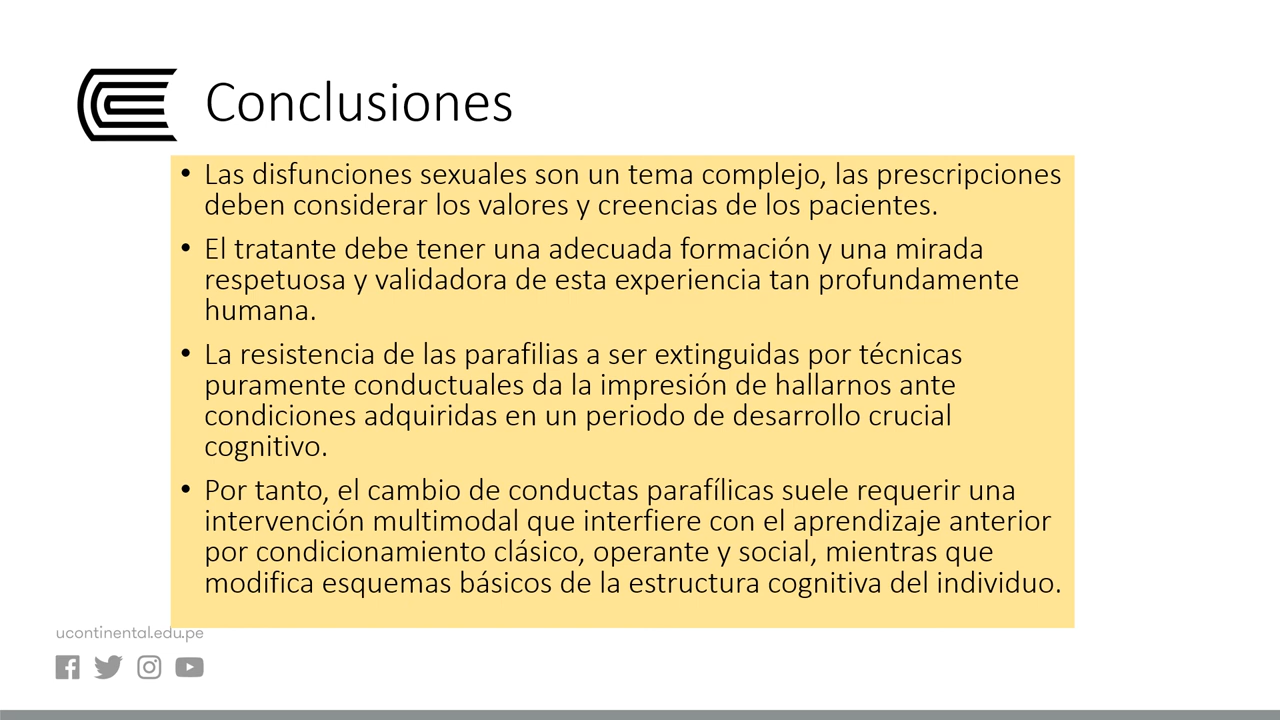 Conclusiones
• Las disfunciones sexuales son un tema complejo, las prescripciones
deben considerar los valores y creencias de los pacientes.
• El tratante debe tener una adecuada formación y una mirada
respetuosa y validadora de esta experiencia tan profundamente
humana.
• La resistencia de las parafilias a ser extinguidas por técnicas
puramente conductuales da la impresión de hallarnos ante
condiciones adquiridas en un periodo de desarrollo crucial
cognitivo.
• Por tanto, el cambio de conductas parafílicas suele requerir una
intervención multimodal que interfiere con el aprendizaje anterior
por condicionamiento clásico, operante y social, mientras que
modifica esquemas básicos de la estructura cognitiva del individuo.
ucontinental.edu.pe